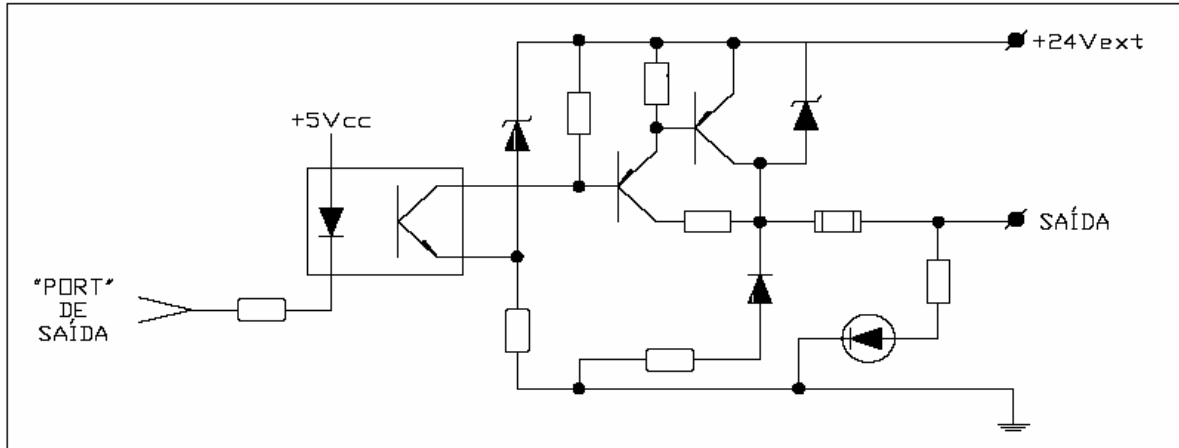 +24Vext
+5Vcc
SAÍDA
"PORT"
DE
SAÍDA